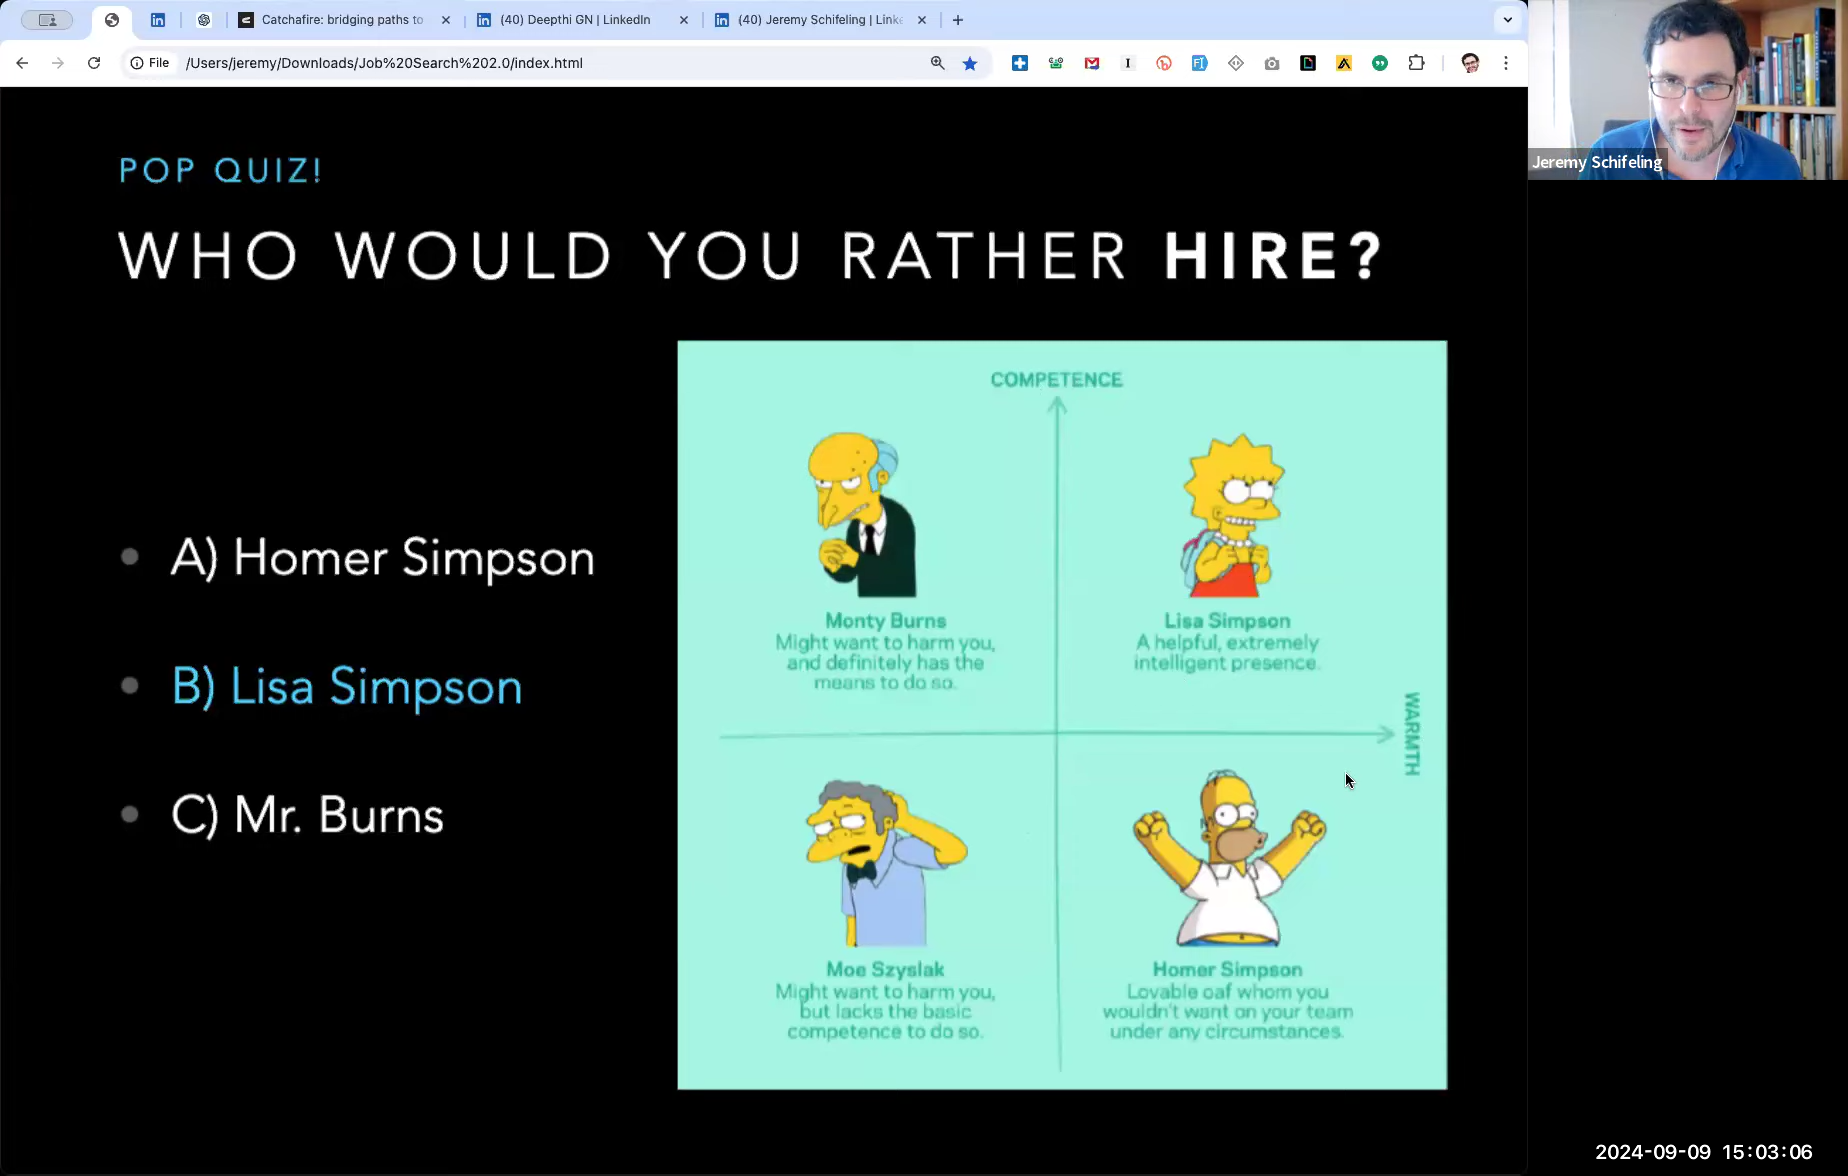 Catchafire: bridging paths to
(40) Deepthi GN | LinkedIn
(40) Jeremy Schifeling | Linke
File
/Users/jeremy/Downloads/Job%20Search%202.0/index.html
Jeremy Schifeling
POP QUIZ!
WHO WOULD YOU RATHER HIRE?
A) Homer Simpson
B) Lisa Simpson
C) Mr. Burns
COMPETENCE
Monty Burns
Might want to harm you,
and definitely has the
means to do so.
Lisa Simpson
A helpful, extremely
intelligent presence.
WARMTH
Moe Szyslak
Might want to harm you,
but lacks the basic
competence to do so.
Homer Simpson
Lovable oaf whom you
wouldn't want on your team
under any circumstances.
2024-09-09 15:03:06